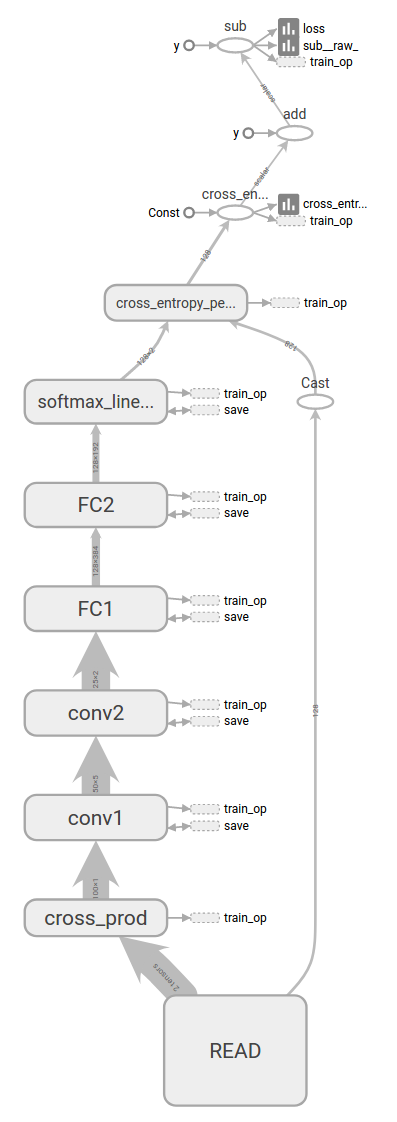 sub
loss
y
sub__raw_
train_op
scalar
add
y
scalar
cross_en...
Const
cross_entr...
train_op
128
cross_entropy_pe...
train_op
128×2
128
Cast
softmax_line...
train_op
save
128×192
FC2
train_op
save
128×384
FC1
train_op
save
25×2
conv2
train_op
save
128
50×5
conv1
train_op
save
100×1
cross_prod
train_op
2 tensors
READ